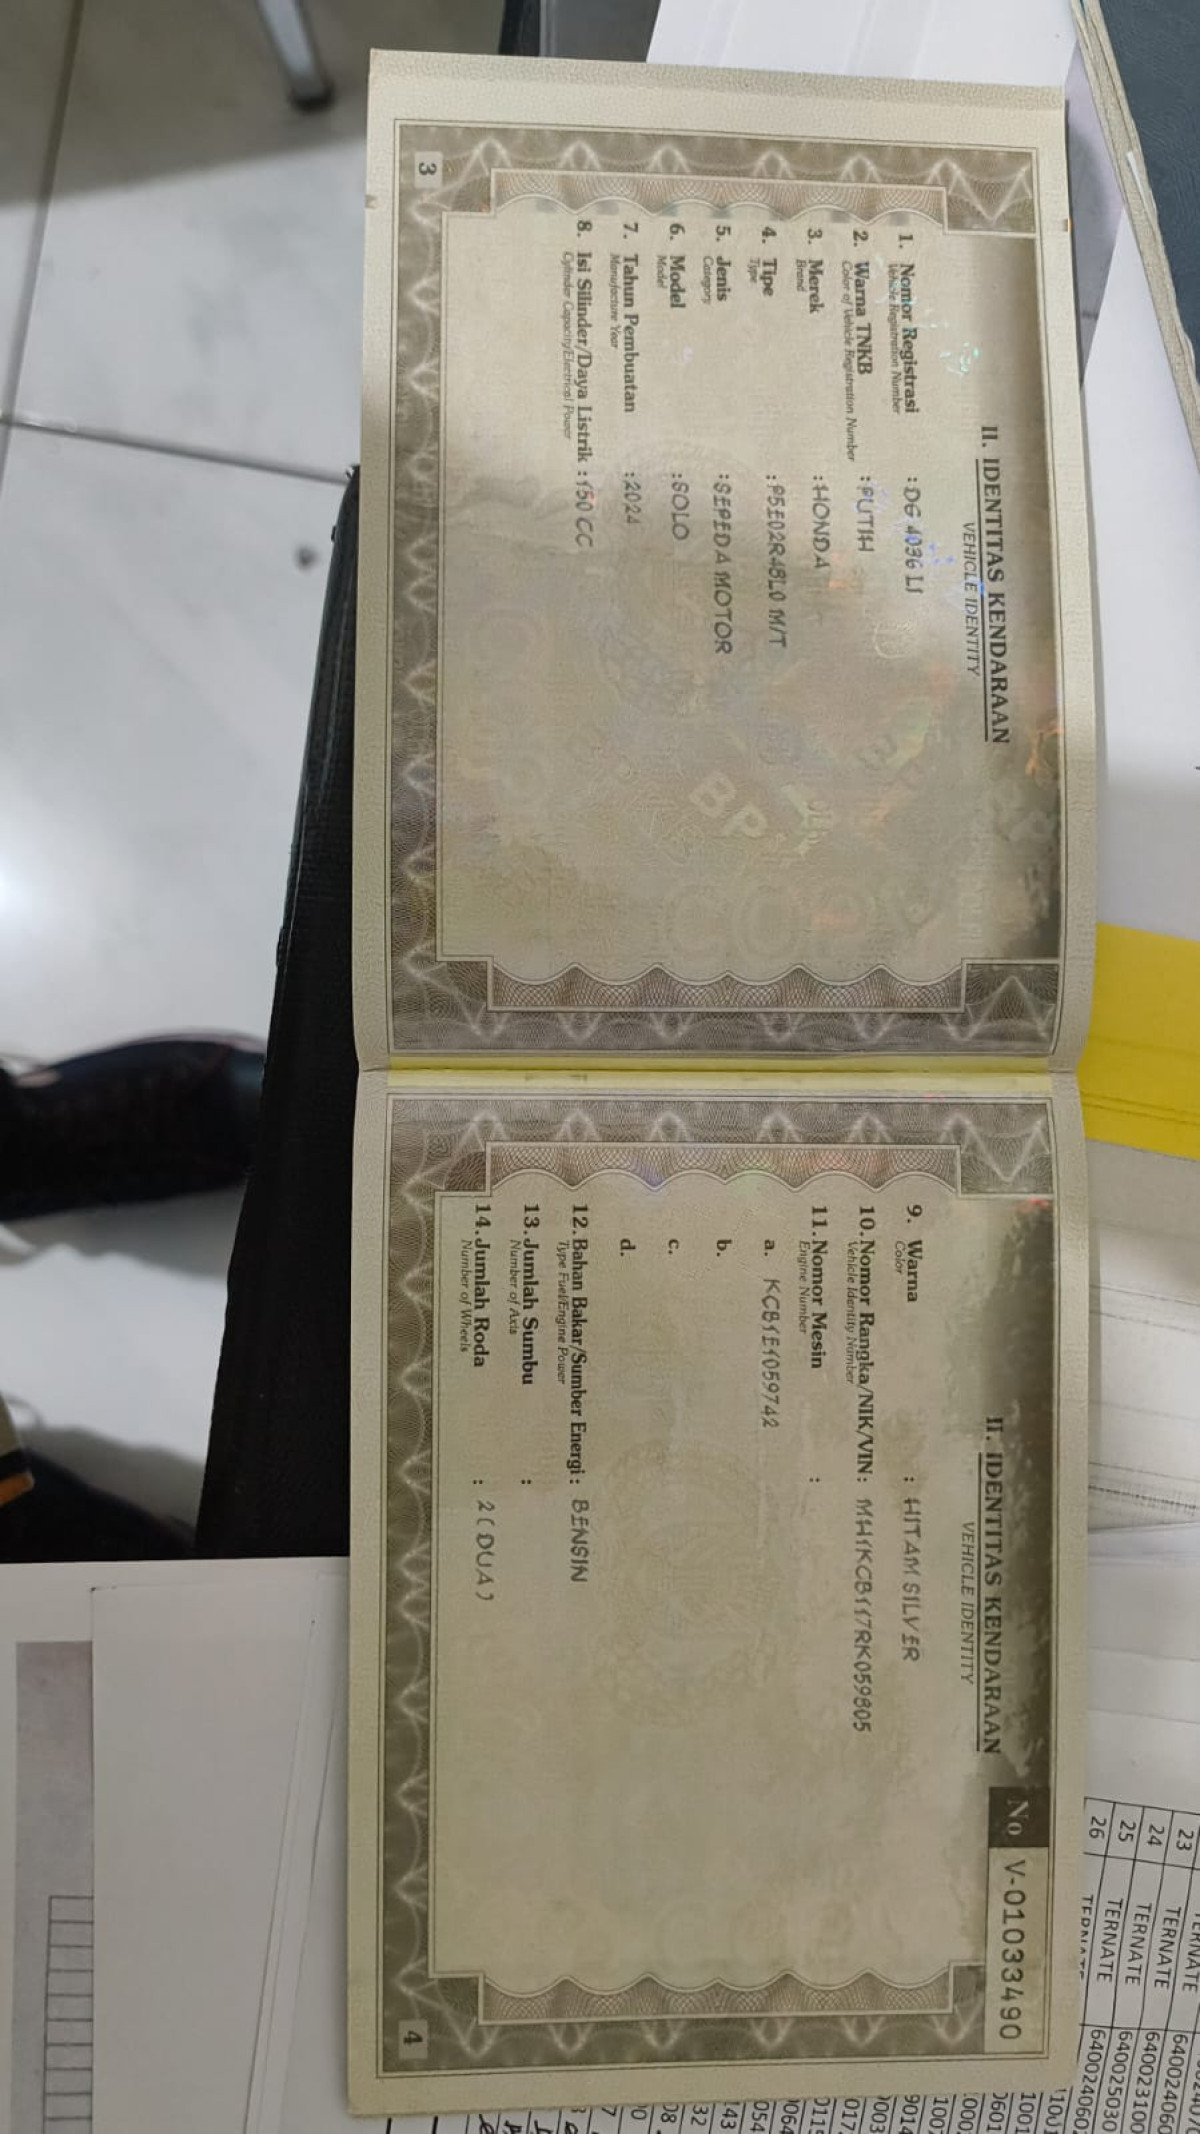 II. IDENTITAS KENDARAAN
VEHICLE IDENTITY
1. Nomor Registrasi : DG 4036 LI
Vehicle Registration Number
2. Warna TNKB : PUTIH
Color of Vehicle Registration Number
3. Merek : HONDA
Brand
4. Tipe : P5E02R48L0 M/T
Type
5. Jenis : SEPEDA MOTOR
Category
6. Model : SOLO
Model
7. Tahun Pembuatan : 2024
Manufacture Year
8. Isi Silinder/Daya Listrik : 150 CC
Cylinder Capacity/Electrical Power
3
No V-01033490
II. IDENTITAS KENDARAAN
VEHICLE IDENTITY
9. Warna : HITAM SILVER
Color
10. Nomor Rangka/NIK/VIN : MH1KCB117RK059805
Vehicle Identity Number
11. Nomor Mesin :
Engine Number
a. KCB1E1059742
b.
c.
d.
12. Bahan Bakar/Sumber Energi : BENSIN
Type Fuel/Engine Power
13. Jumlah Sumbu :
Number of Axis
14. Jumlah Roda : 2 (DUA)
Number of Wheels
4
23
24 TERNATE
25 TERNATE
26 TERNATE